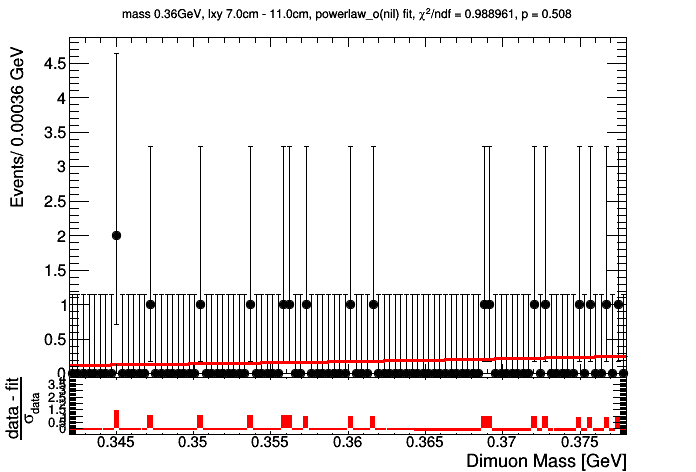 mass 0.36GeV, lxy 7.0cm - 11.0cm, powerlaw_o(nil) fit, χ²/ndf = 0.988961, p = 0.508
Events/ 0.00036 GeV
4.5
4
3.5
3
2.5
2
1.5
1
0.5
0
data - fit
σdata
0.345 0.35 0.355 0.36 0.365 0.37 0.375
Dimuon Mass [GeV]